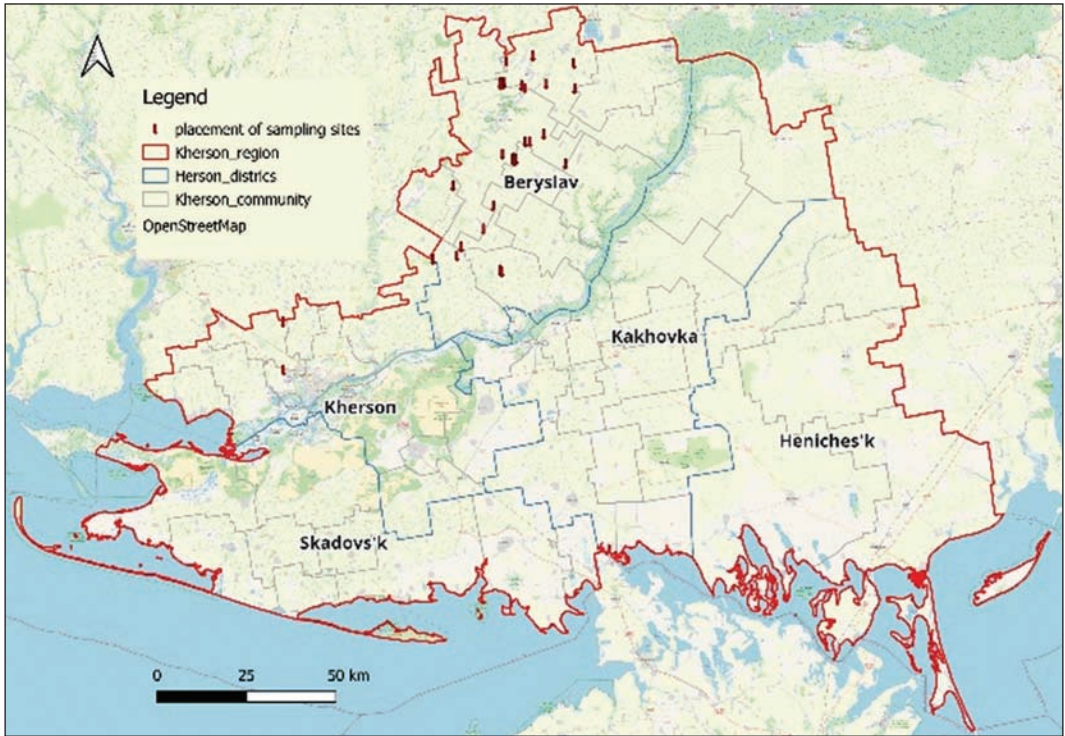 Legend
placement of sampling sites
Kherson_region
Herson_districs
Kherson_community
OpenStreetMap
Beryslav
Kakhovka
Kherson
Heniches'k
Skadovs'k
0 25 50 km